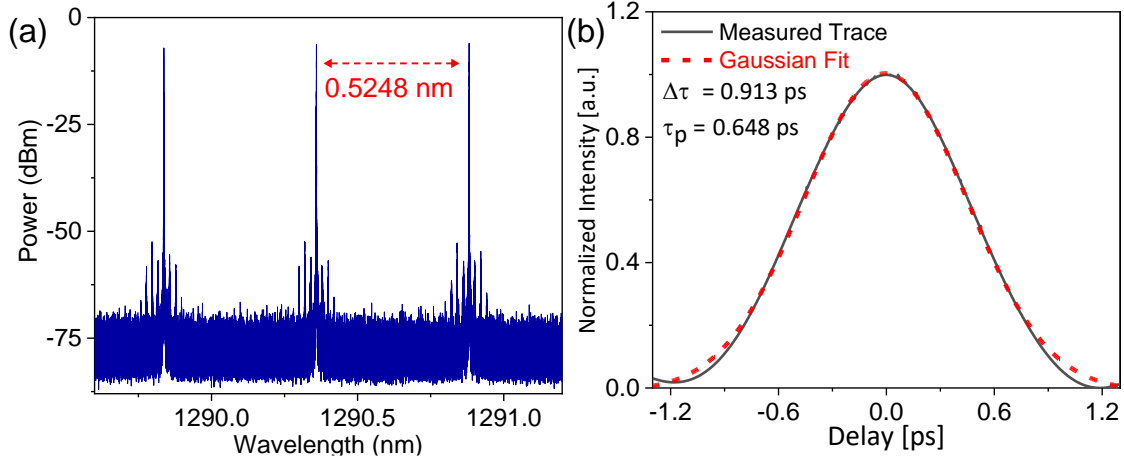 (a)
0
-25
-50
-75
Power (dBm)
0.5248 nm
1290.0
1290.5
1291.0
Wavelength (nm)
(b)
1.2
0.8
0.4
0.0
Normalized Intensity [a.u.]
Measured Trace
Gaussian Fit
Δτ = 0.913 ps
τp = 0.648 ps
-1.2
-0.6
0.0
0.6
1.2
Delay [ps]